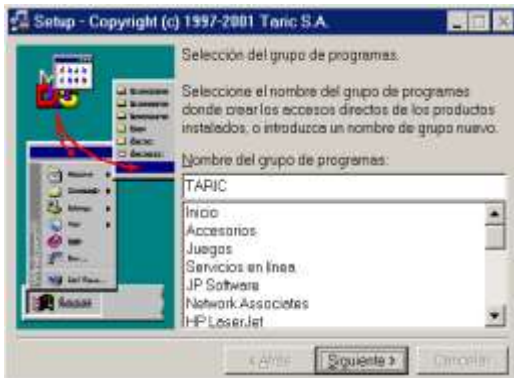 Setup - Copyright (c) 1997-2001 Taric S.A.
Selección del grupo de programas.
Seleccione el nombre del grupo de programas
donde crear los accesos directos de los productos
instalados, o introduzca un nombre de grupo nuevo.
Nombre del grupo de programas:
TARIC
Inicio
Accesorios
Juegos
Servicios en línea
JP Software
Network Associates
HP LaserJet
< Atrás
Siguiente >
Cancelar